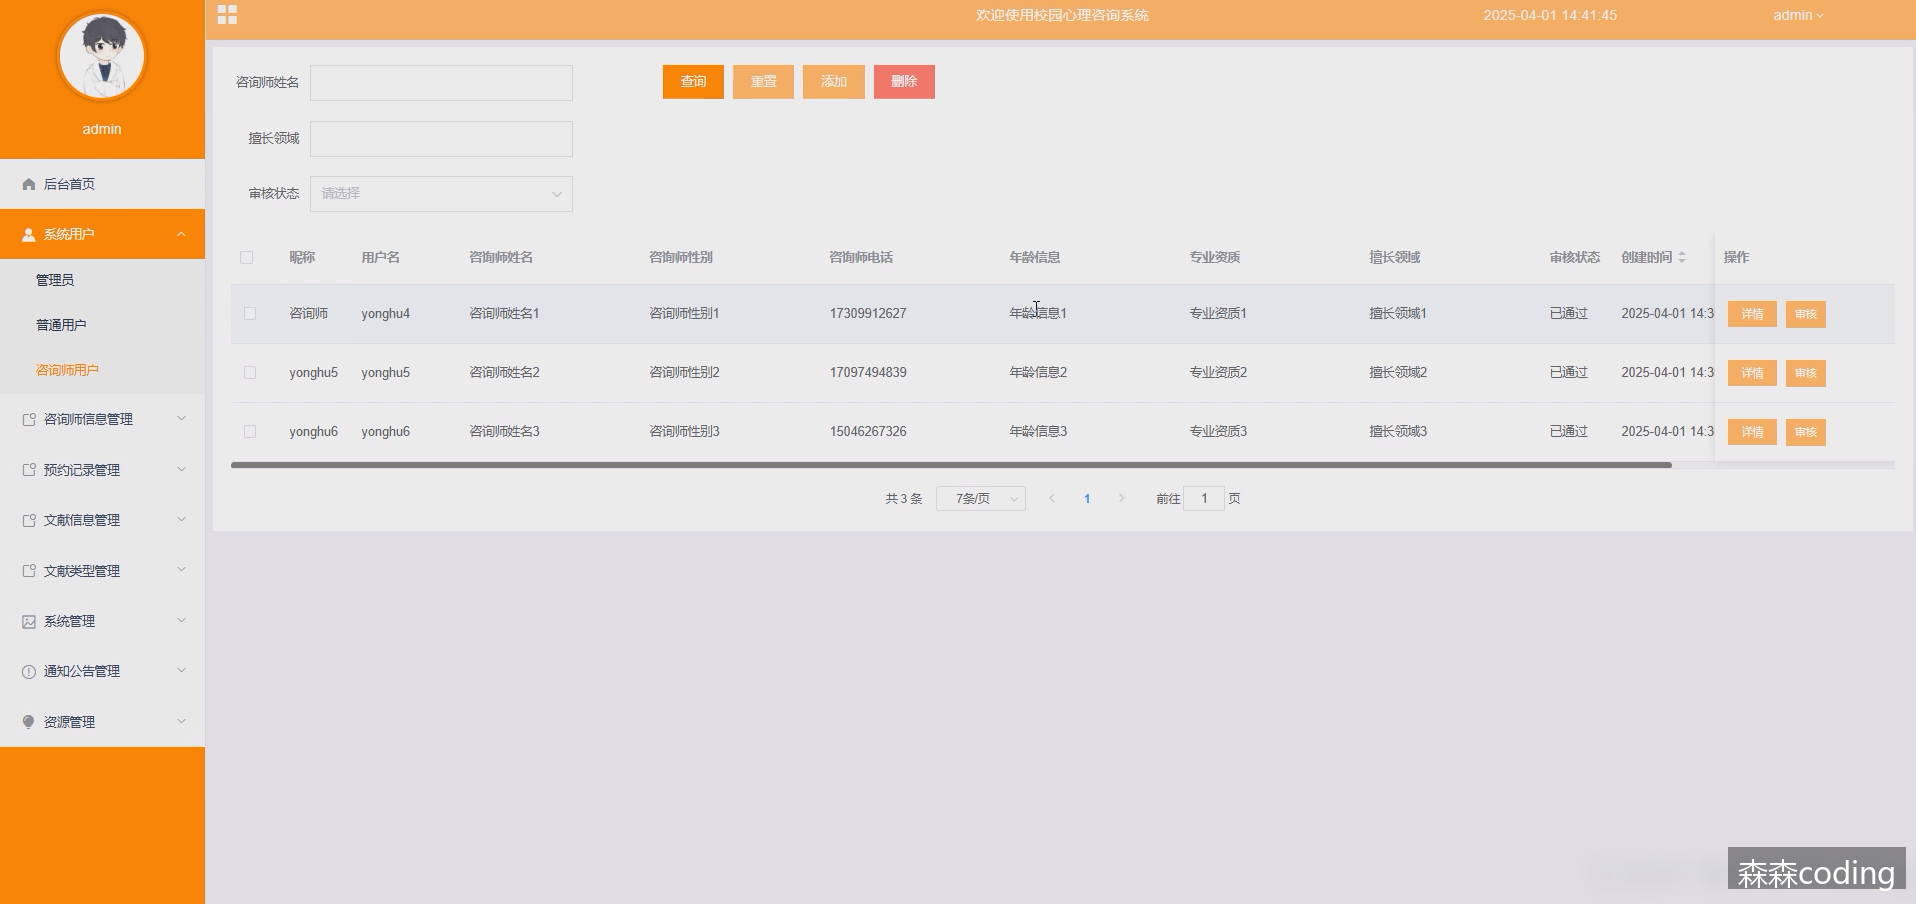 欢迎使用校园心理咨询系统
2025-04-01 14:41:45
admin
admin
后台首页
系统用户
管理员
普通用户
咨询师用户
咨询师信息管理
预约记录管理
文献信息管理
文献类型管理
系统管理
通知公告管理
资源管理
咨询师姓名
查询 重置 添加 删除
擅长领域
审核状态 请选择
昵称 用户名 咨询师姓名 咨询师性别 咨询师电话 年龄信息 专业资质 擅长领域 审核状态 创建时间 操作
咨询师 yonghu4 咨询师姓名1 咨询师性别1 17309912627 年龄信息1 专业资质1 擅长领域1 已通过 2025-04-01 14:3 详情 审核
yonghu5 yonghu5 咨询师姓名2 咨询师性别2 17097494839 年龄信息2 专业资质2 擅长领域2 已通过 2025-04-01 14:3 详情 审核
yonghu6 yonghu6 咨询师姓名3 咨询师性别3 15046267326 年龄信息3 专业资质3 擅长领域3 已通过 2025-04-01 14:3 详情 审核
共 3 条 7条/页 1 前往 1 页
森森coding